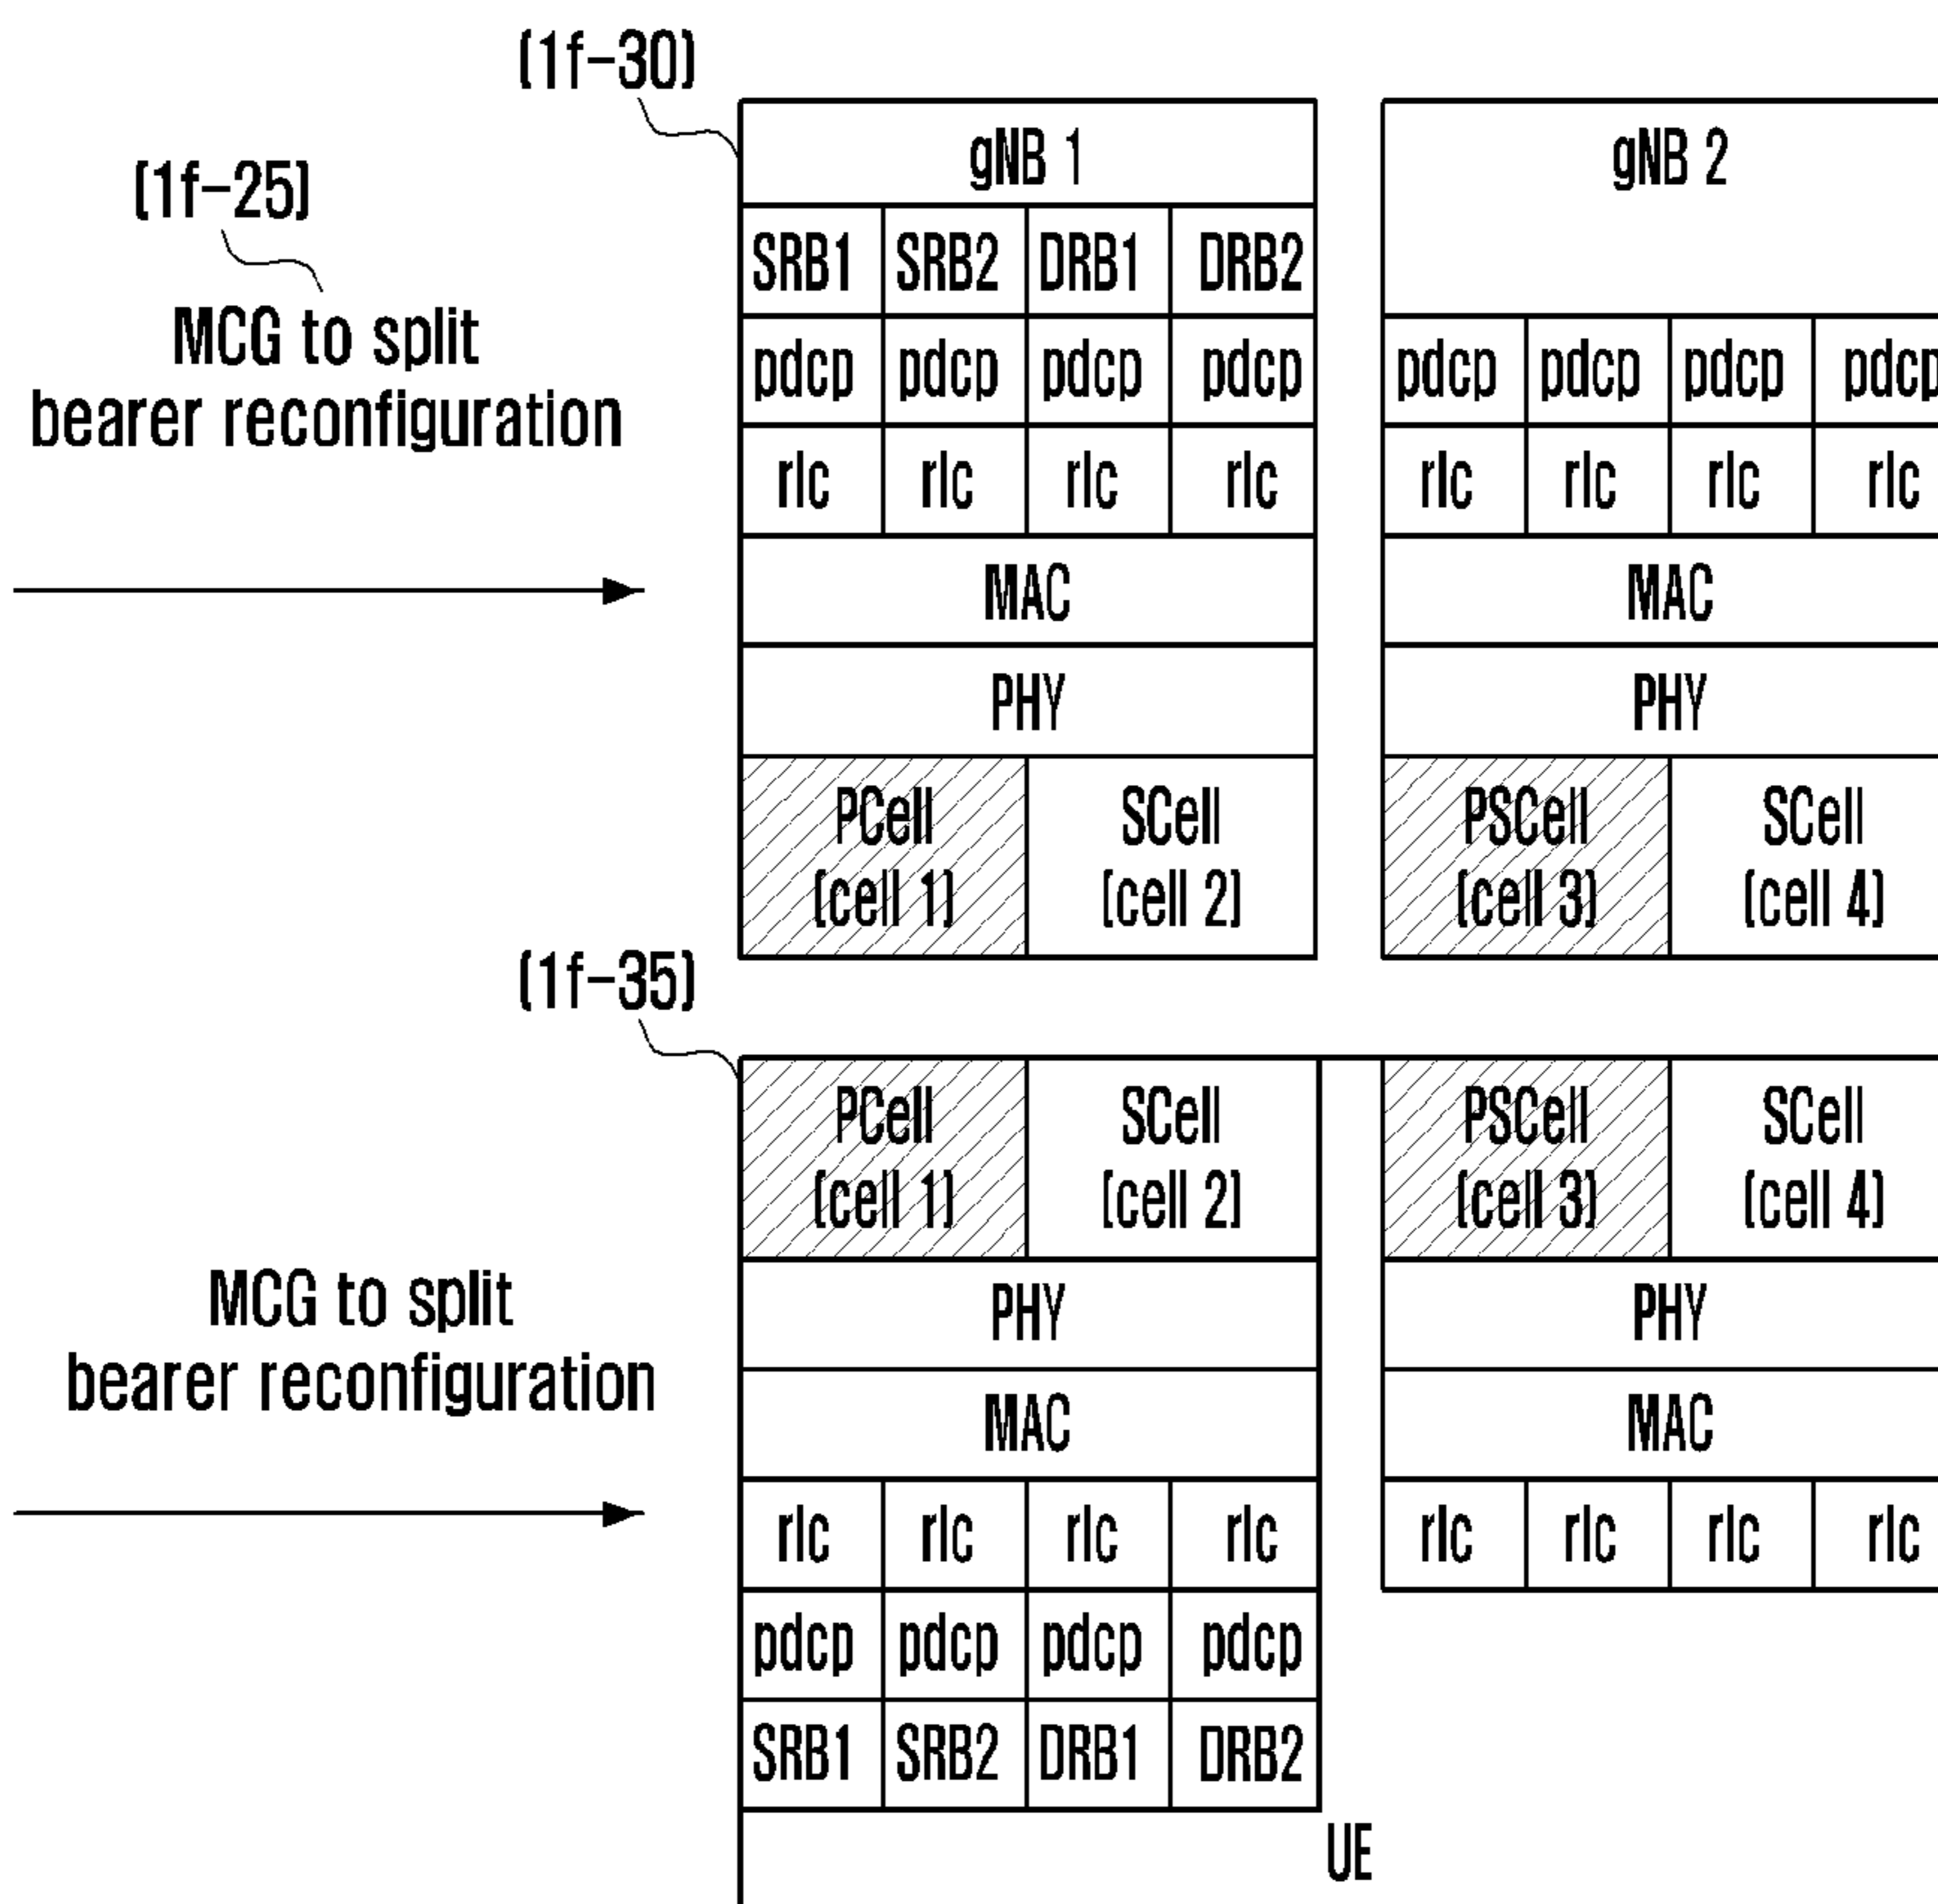 (1f-30)
gNB 1
gNB 2
(1f-25)
SRB1 SRB2 DRB1 DRB2
MCG to split
bearer reconfiguration
pdcp pdcp pdcp pdcp pdcp pdcp pdcp pdcp
rlc rlc rlc rlc rlc rlc rlc rlc
MAC MAC
PHY PHY
PCell SCell PSCell SCell
(cell 1) (cell 2) (cell 3) (cell 4)
(1f-35)
PCell SCell PSCell SCell
(cell 1) (cell 2) (cell 3) (cell 4)
MCG to split
bearer reconfiguration
PHY PHY
MAC MAC
rlc rlc rlc rlc rlc rlc rlc rlc
pdcp pdcp pdcp pdcp
SRB1 SRB2 DRB1 DRB2
UE